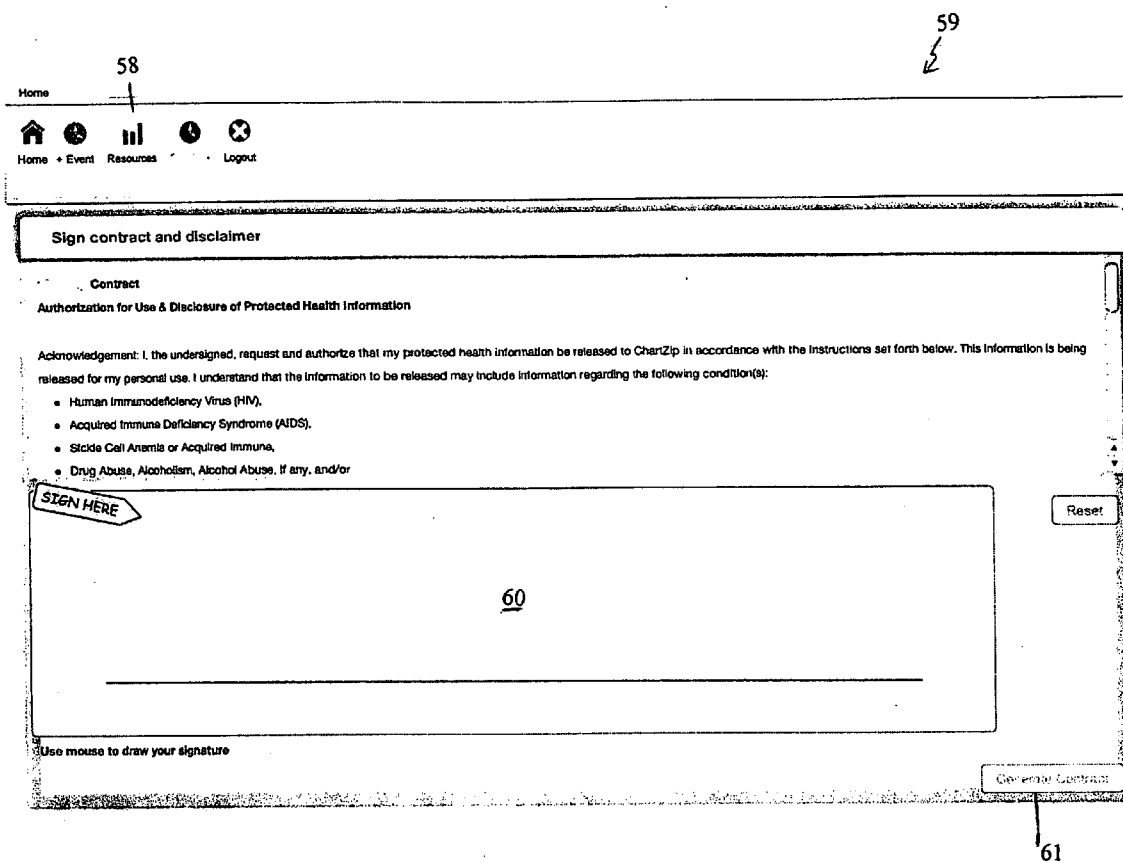 59
58
Home
Home + Event Resources Logout
Sign contract and disclaimer
Contract
Authorization for Use & Disclosure of Protected Health Information
Acknowledgement: I, the undersigned, request and authorize that my protected health information be released to ChartZip in accordance with the instructions set forth below. This information is being
released for my personal use. I understand that the information to be released may include information regarding the following condition(s):
• Human Immunodeficiency Virus (HIV),
• Acquired Immune Deficiency Syndrome (AIDS),
• Sickle Cell Anemia or Acquired Immune,
• Drug Abuse, Alcoholism, Alcohol Abuse, if any, and/or
SIGN HERE
Reset
60
Use mouse to draw your signature
Contract
61